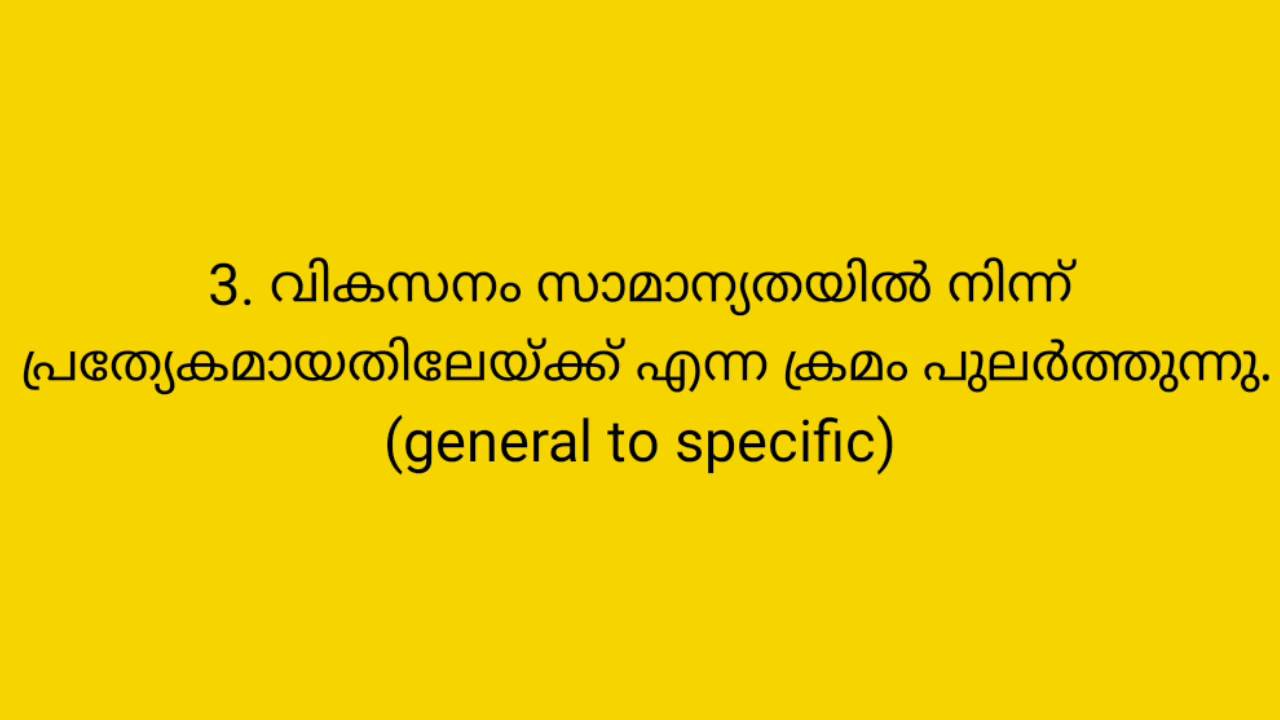 3. വികസനം സാമാന്യതയിൽ നിന്ന്
പ്രത്യേകമായതിലേയ്ക്ക് എന്ന ക്രമം പുലർത്തുന്നു.
(general to specific)